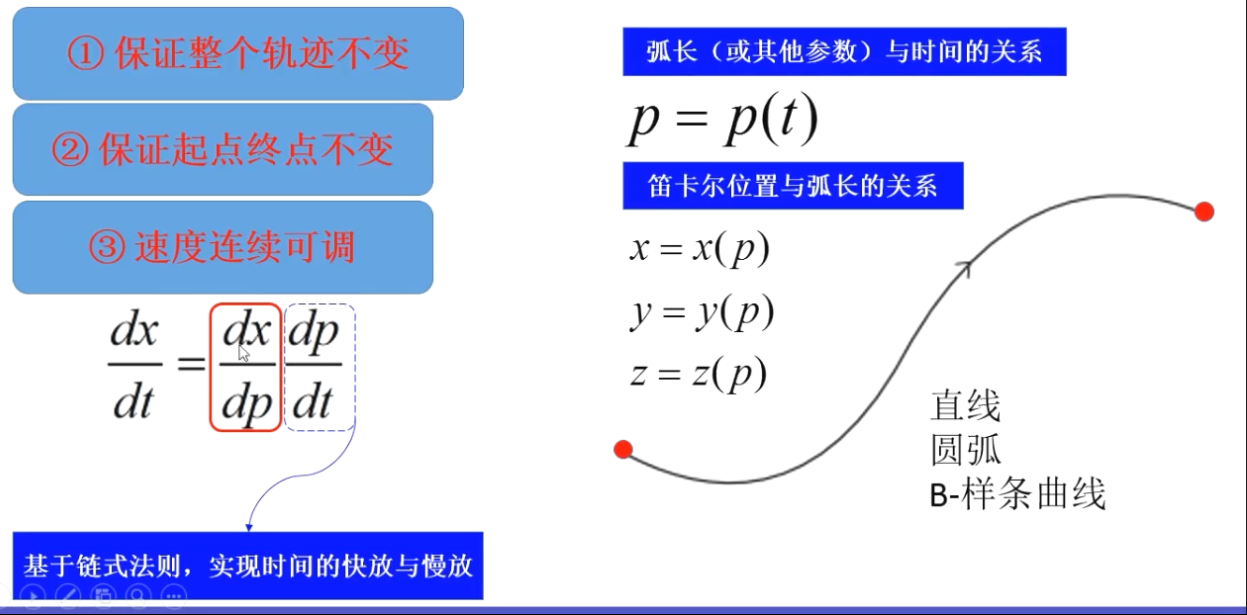 ① 保证整个轨迹不变
② 保证起点终点不变
③ 速度连续可调
dx/dt = dx/dp dp/dt
基于链式法则，实现时间的快放与慢放
弧长（或其他参数）与时间的关系
p = p(t)
笛卡尔位置与弧长的关系
x = x(p)
y = y(p)
z = z(p)
直线
圆弧
B-样条曲线